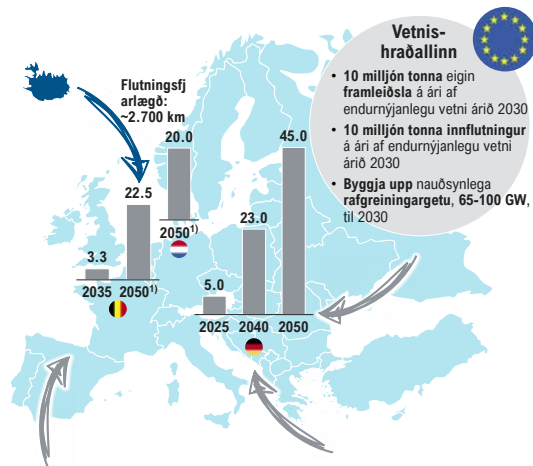 Vetnis-
hraðallinn
• 10 milljón tonna eigin
framleiðsla á ári af
endurnýjanlegu vetni árið 2030
• 10 milljón tonna innflutningur
á ári af endurnýjanlegu vetni
árið 2030
• Byggja upp nauðsynlega
rafgreiningargetu, 65-100 GW,
til 2030
Flutningsfj
arlægð:
~2.700 km
20.0
2050¹⁾
22.5
3.3
2035 2050¹⁾
45.0
23.0
5.0
2025 2040 2050